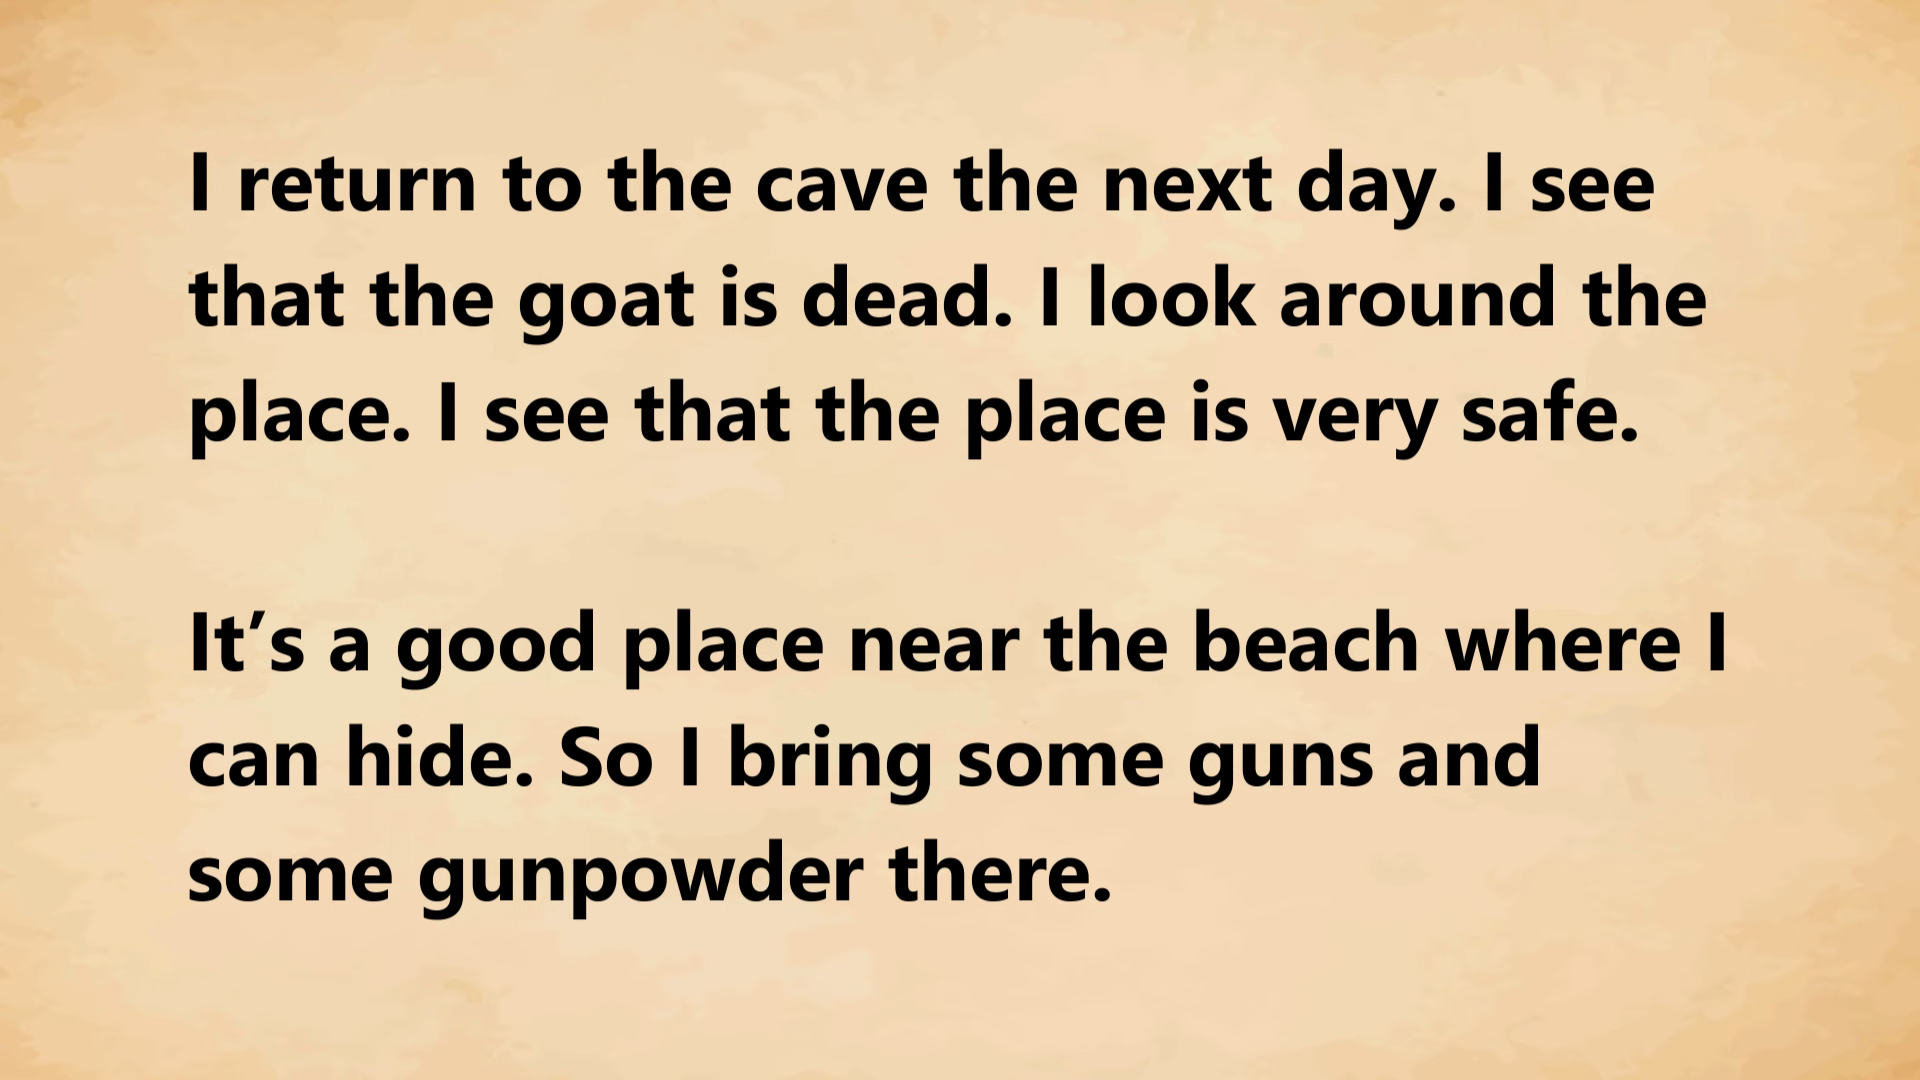 I return to the cave the next day. I see
that the goat is dead. I look around the
place. I see that the place is very safe.
It’s a good place near the beach where I
can hide. So I bring some guns and
some gunpowder there.